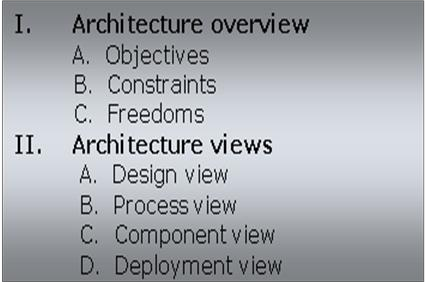 I. Architecture overview
A. Objectives
B. Constraints
C. Freedoms
II. Architecture views
A. Design view
B. Process view
C. Component view
D. Deployment view